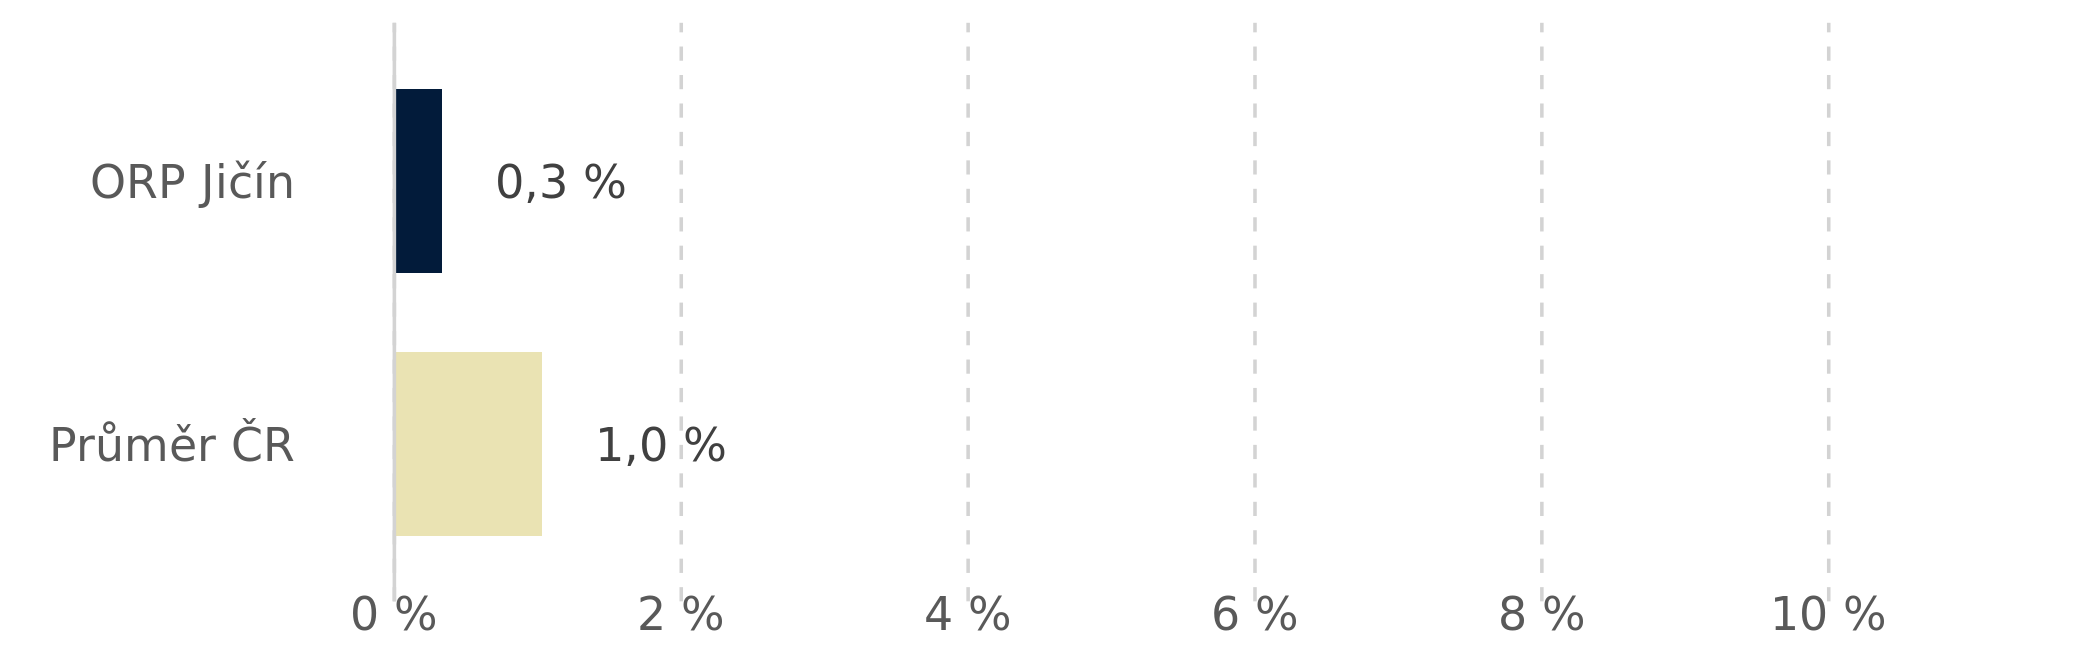 ORP Jičín 0,3 %
Průměr ČR 1,0 %
0 % 2 % 4 % 6 % 8 % 10 %